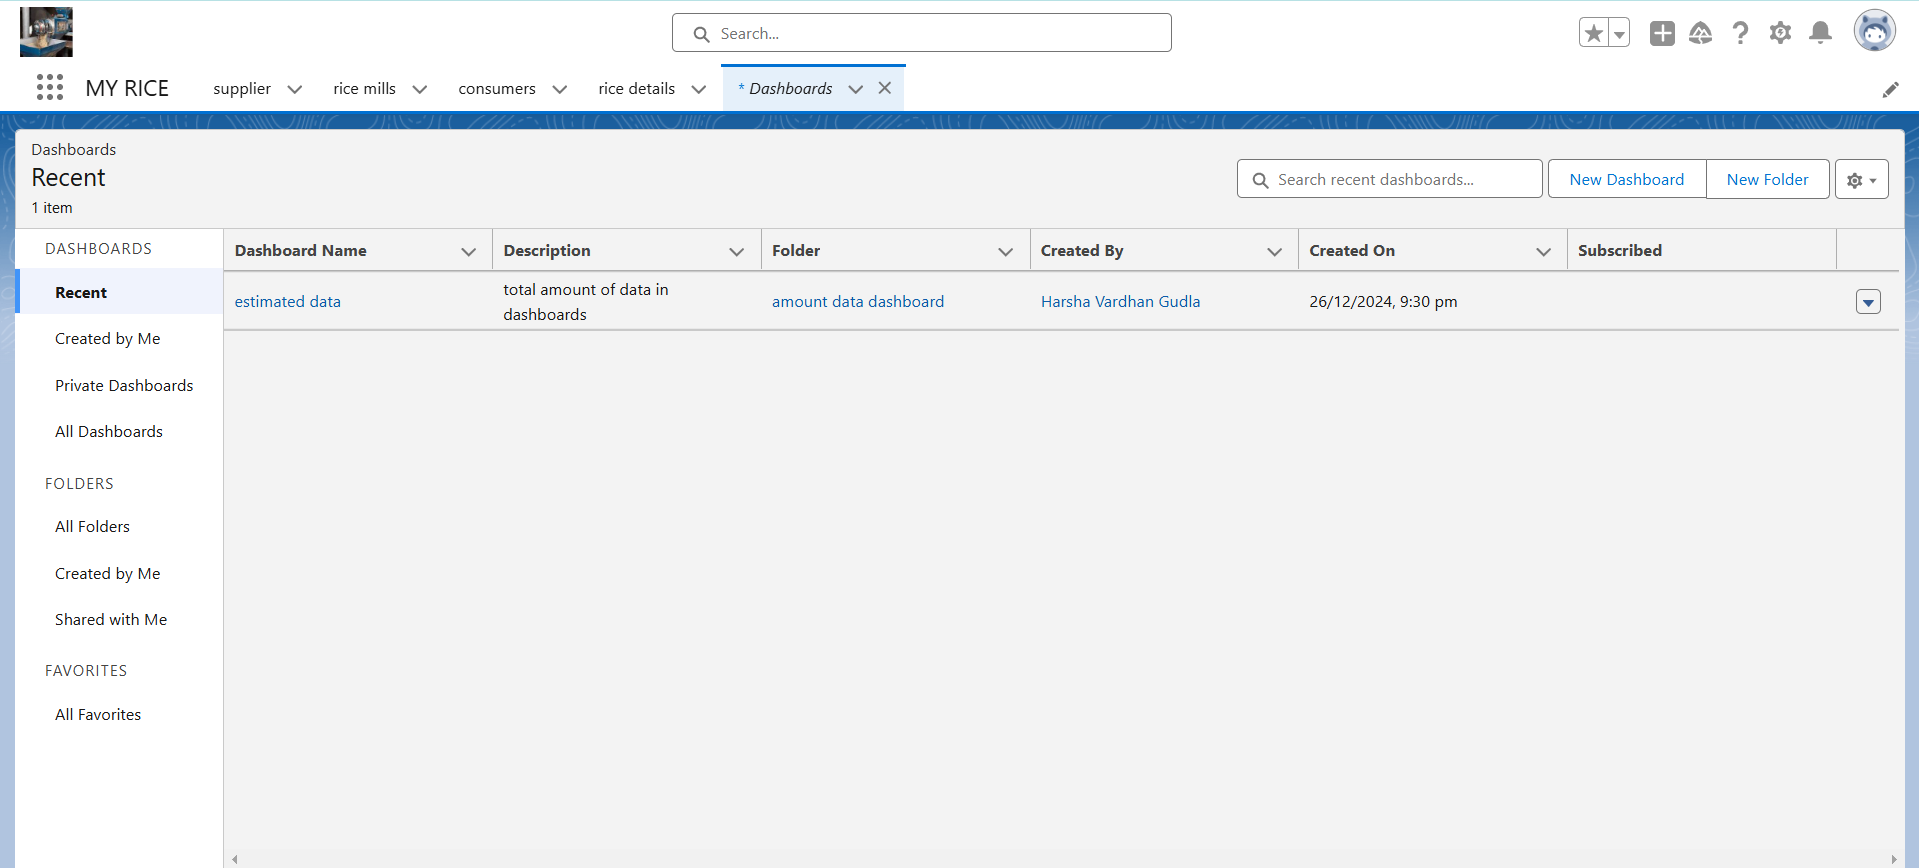 Search...
MY RICE
supplier
rice mills
consumers
rice details
* Dashboards
Dashboards
Recent
1 item
Search recent dashboards...
New Dashboard
New Folder
DASHBOARDS
Recent
Created by Me
Private Dashboards
All Dashboards
FOLDERS
All Folders
Created by Me
Shared with Me
FAVORITES
All Favorites
Dashboard Name
Description
Folder
Created By
Created On
Subscribed
estimated data
total amount of data in
dashboards
amount data dashboard
Harsha Vardhan Gudla
26/12/2024, 9:30 pm